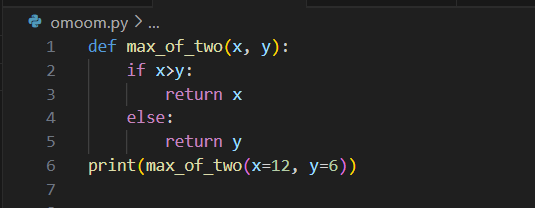 omoom.py > ...
1 def max_of_two(x, y):
2     if x>y:
3         return x
4     else:
5         return y
6 print(max_of_two(x=12, y=6))
7